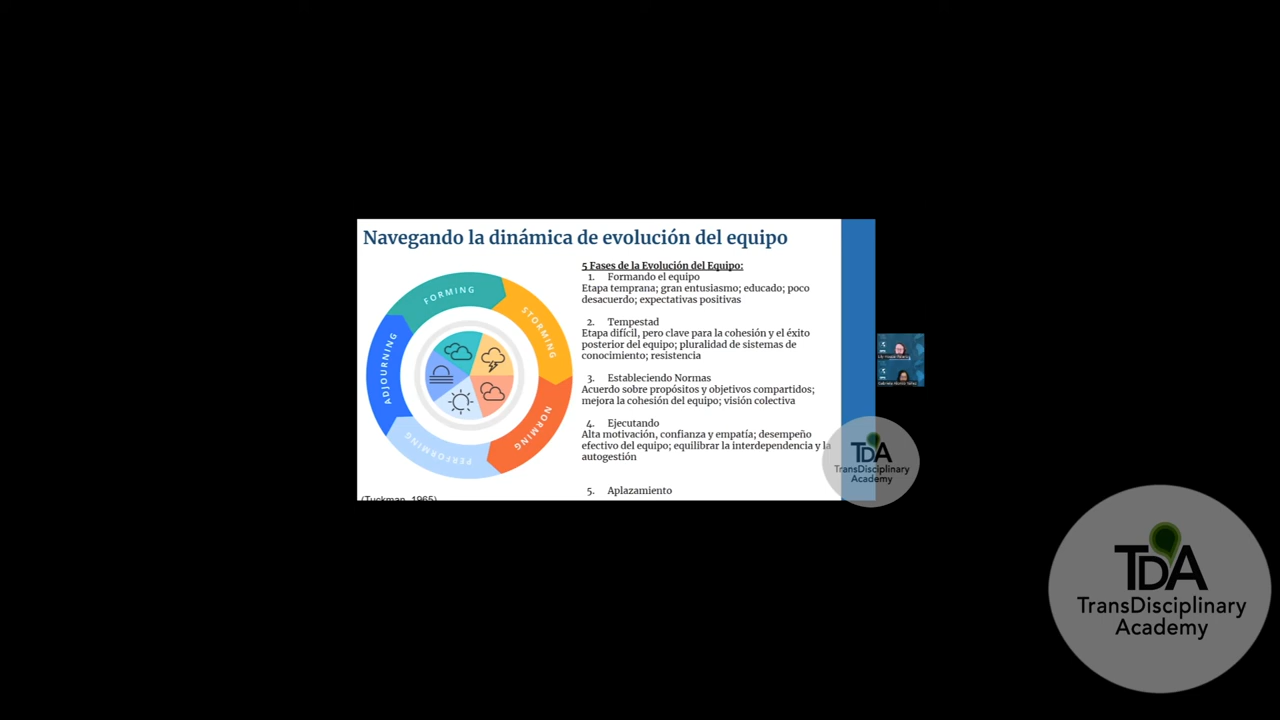 Navegando la dinámica de evolución del equipo
FORMING
STORMING
NORMING
PERFORMING
ADJOURNING
(Tuckman, 1965)
5 Fases de la Evolución del Equipo:
1. Formando el equipo
Etapa temprana; gran entusiasmo; educado; poco
desacuerdo; expectativas positivas
2. Tempestad
Etapa difícil, pero clave para la cohesión y el éxito
posterior del equipo; pluralidad de sistemas de
conocimiento; resistencia
3. Estableciendo Normas
Acuerdo sobre propósitos y objetivos compartidos;
mejora la cohesión del equipo; visión colectiva
4. Ejecutando
Alta motivación, confianza y empatía; desempeño
efectivo del equipo; equilibrar la interdependencia y la
autogestión
5. Aplazamiento
TDA
TransDisciplinary
Academy
TDA
TransDisciplinary
Academy